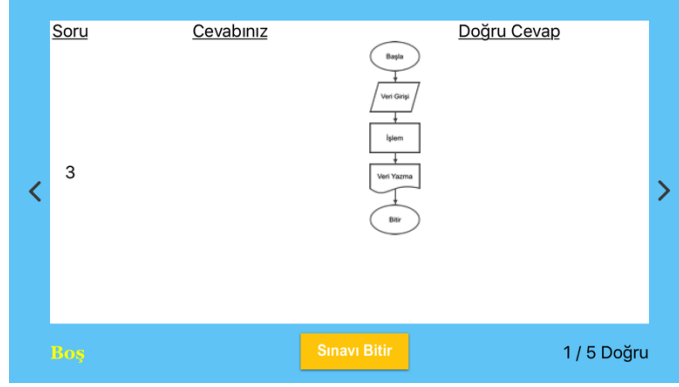 Soru Cevabınız Doğru Cevap
Başla
Veri Girişi
İşlem
3
Veri Yazma
Bitir
Boş Sınavı Bitir 1 / 5 Doğru